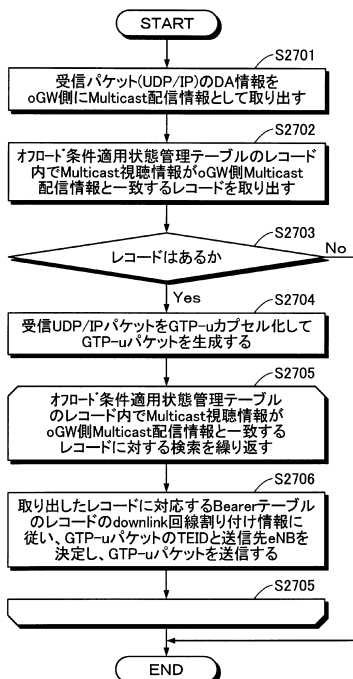 START
S2701
受信パケット(UDP/IP)のDA情報を
oGW側にMulticast配信情報として取り出す
S2702
オフロード条件適用状態管理テーブルのレコード
内でMulticast視聴情報がoGW側Multicast
配信情報と一致するレコードを取り出す
S2703
レコードはあるか
No
Yes
S2704
受信UDP/IPパケットをGTP-uカプセル化して
GTP-uパケットを生成する
S2705
オフロード条件適用状態管理テーブル
のレコード内でMulticast視聴情報が
oGW側Multicast配信情報と一致する
レコードに対する検索を繰り返す
S2706
取り出したレコードに対応するBearerテーブル
のレコードのdownlink回線割り付け情報に
従い、GTP-uパケットのTEIDと送信先eNBを
決定し、GTP-uパケットを送信する
S2705
END